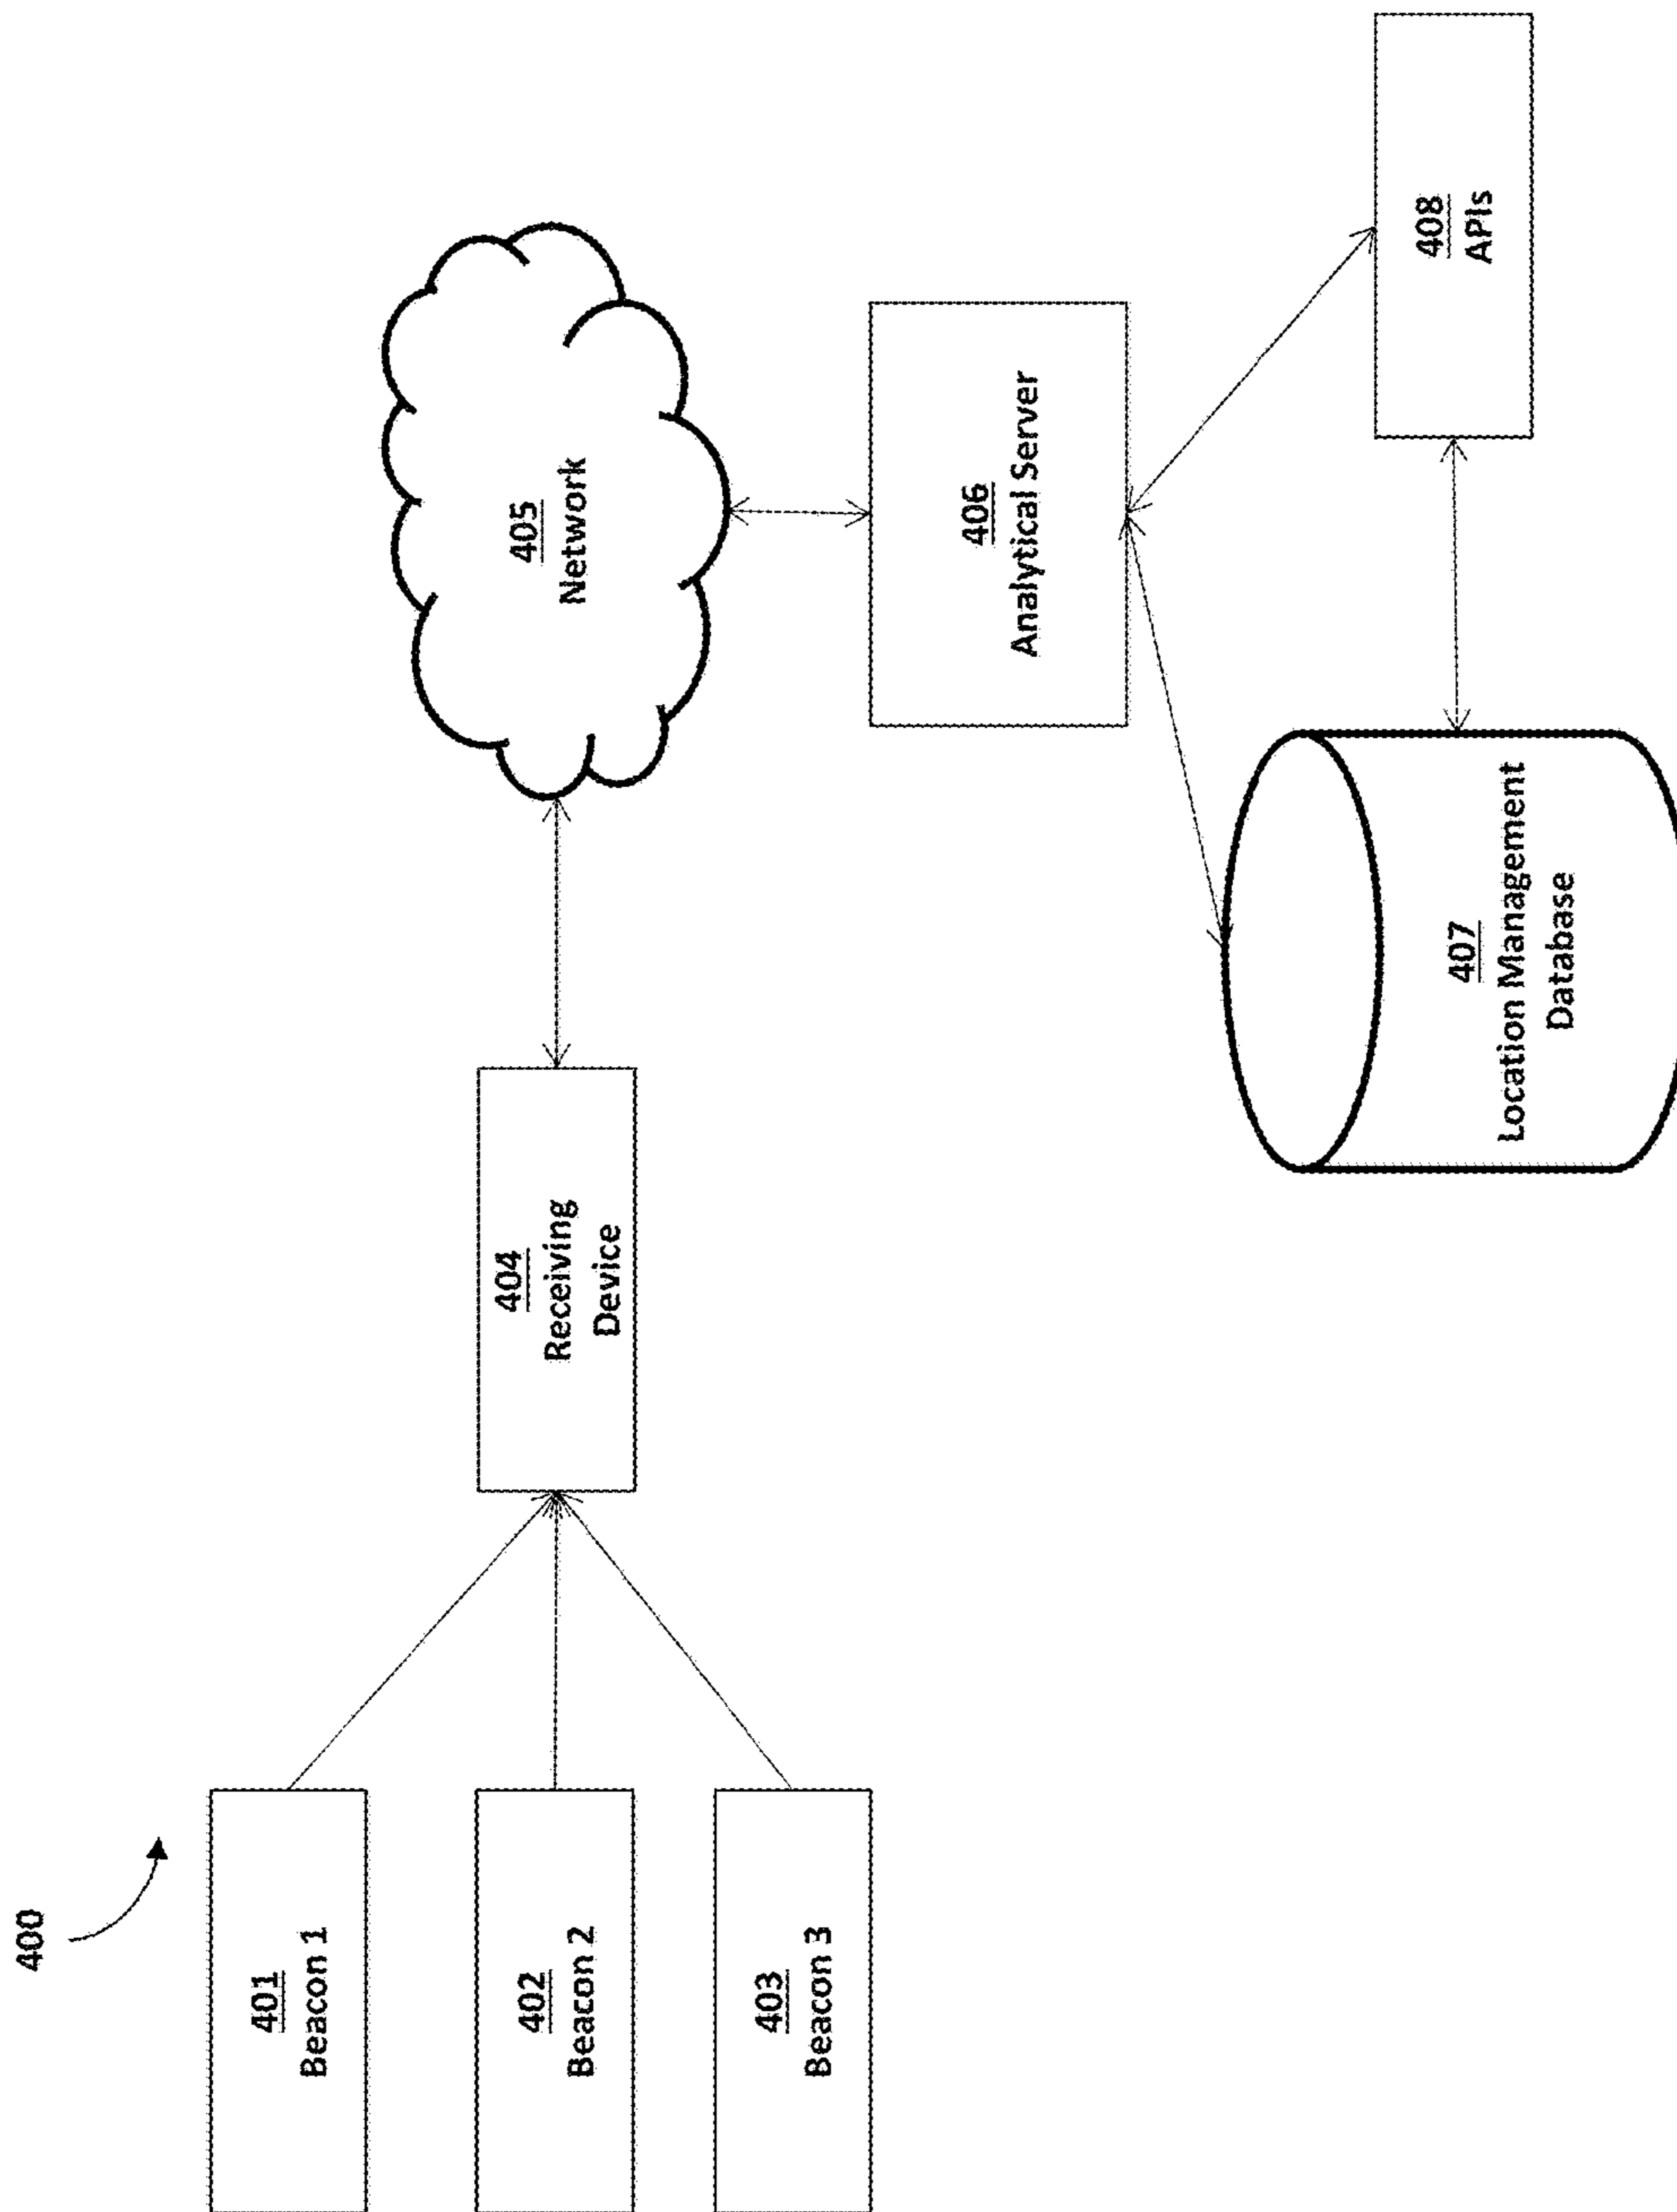 400
401
Beacon 1
402
Beacon 2
403
Beacon 3
404
Receiving
Device
405
Network
406
Analytical Server
407
Location Management
Database
408
APIs